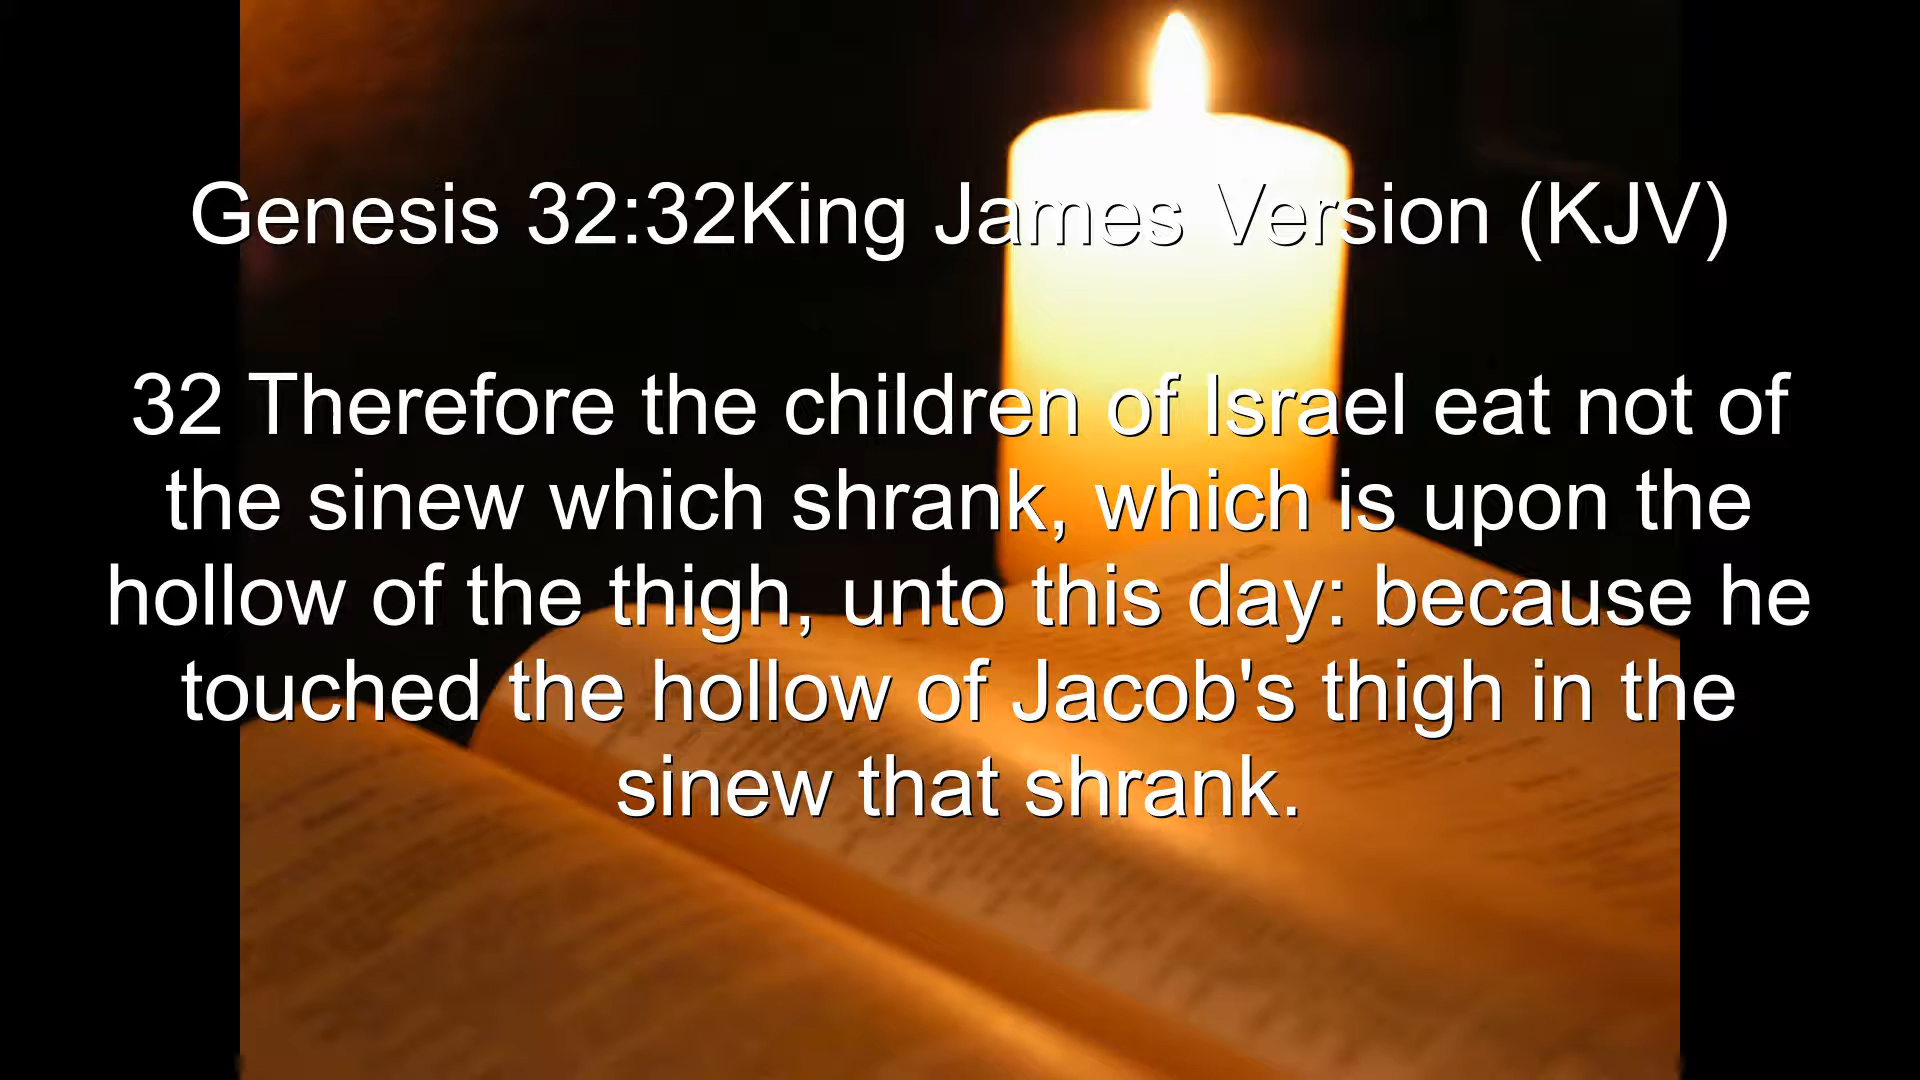 Genesis 32:32King James Version (KJV)
32 Therefore the children of Israel eat not of
the sinew which shrank, which is upon the
hollow of the thigh, unto this day: because he
touched the hollow of Jacob's thigh in the
sinew that shrank.